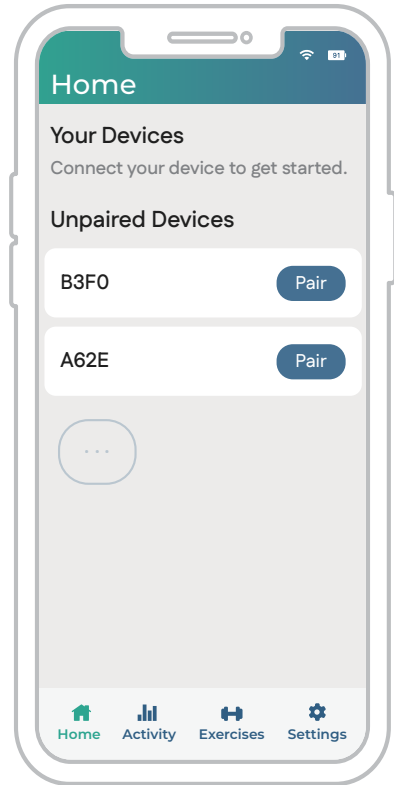 91
Home
Your Devices
Connect your device to get started.
Unpaired Devices
B3F0 Pair
A62E Pair
...
Home Activity Exercises Settings